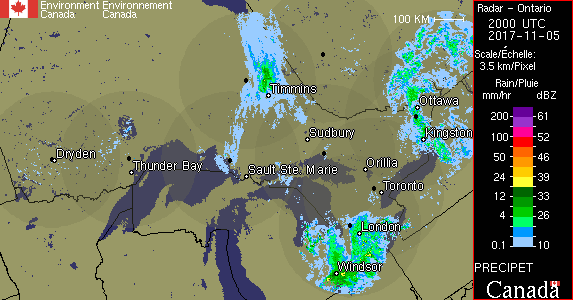 Environment Environnement
Canada Canada
100 KM
Timmins
Ottawa
Sudbury
Kingston
Dryden
Thunder Bay
Sault Ste. Marie
Orillia
Toronto
London
Windsor
Radar - Ontario
2000 UTC
2017-11-05
Scale/Échelle:
3.5 km/Pixel
Rain/Pluie
mm/hr dBZ
200 61
100 52
50 46
24 39
12 33
4 26
0.1 10
PRECIPET
Canada